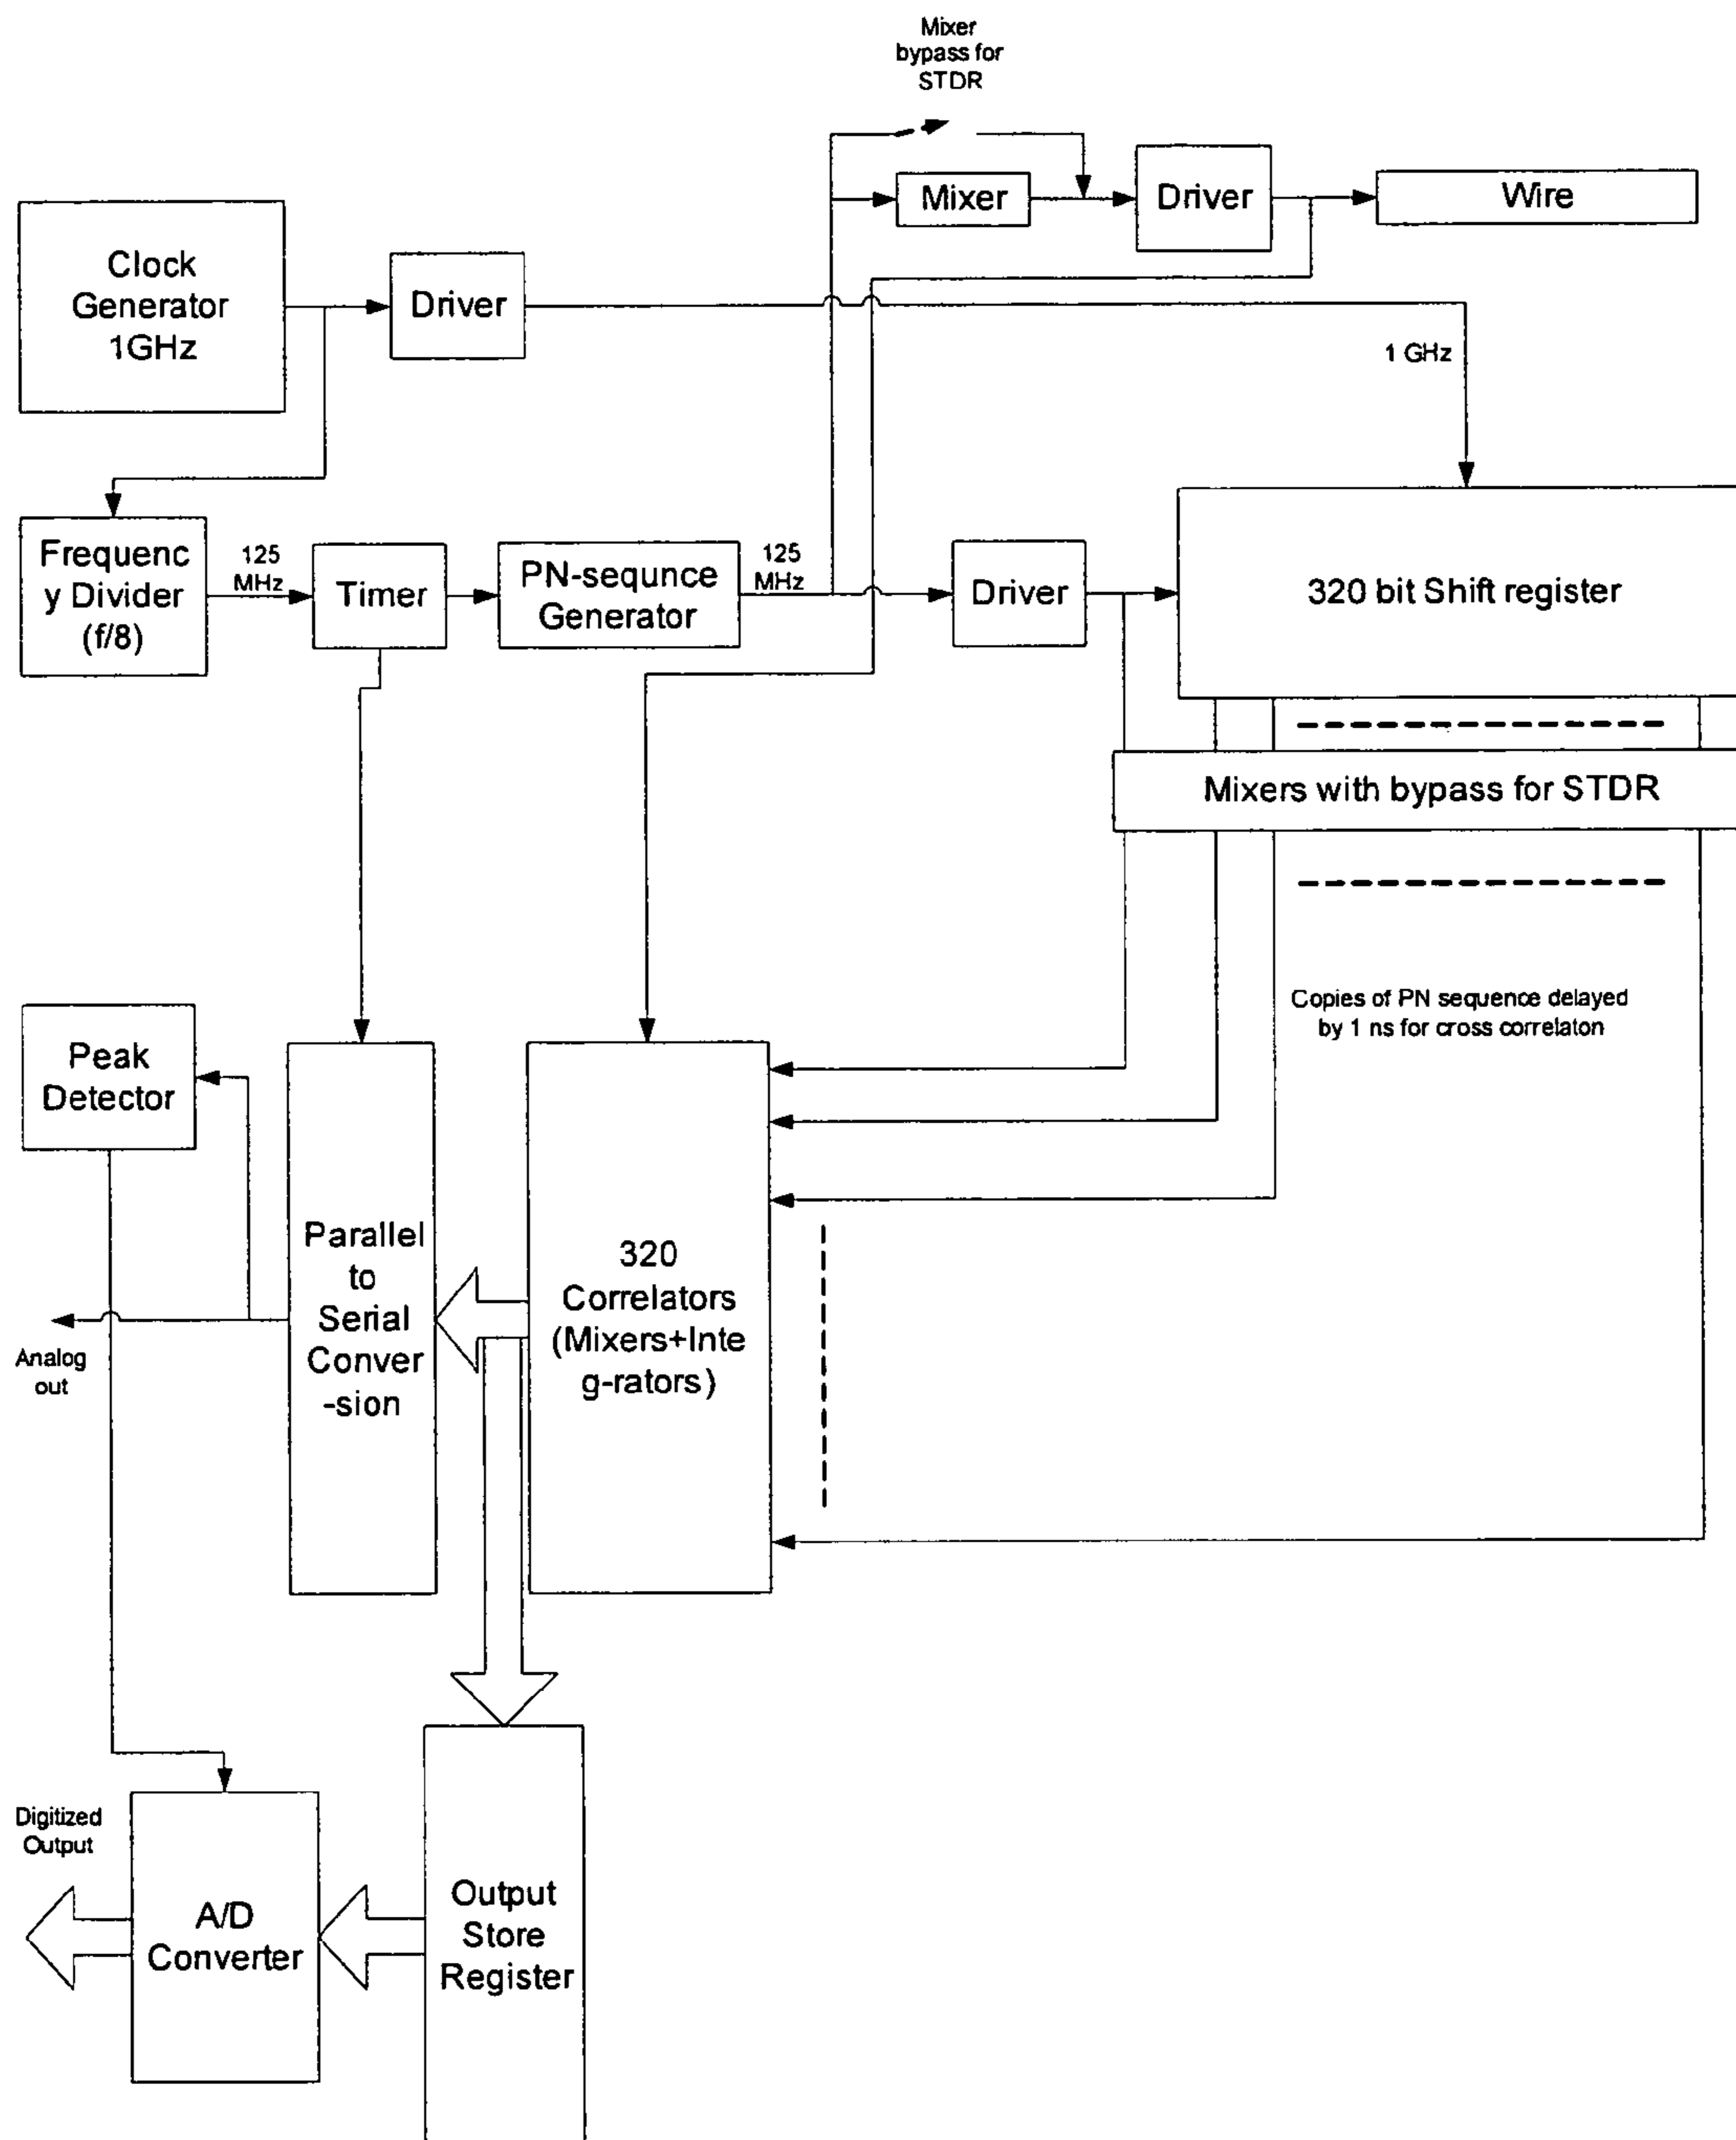 Mixer
bypass for
STDR
Mixer
Driver
Wire
Clock
Generator
1GHz
Driver
1 GHz
Frequenc
y Divider
(f/8)
125
MHz
Timer
PN-sequnce
Generator
125
MHz
Driver
320 bit Shift register
Mixers with bypass for STDR
Copies of PN sequence delayed
by 1 ns for cross correlaton
Peak
Detector
Parallel
to
Serial
Conver
-sion
320
Correlators
(Mixers+Inte
g-rators)
Analog
out
Digitized
Output
A/D
Converter
Output
Store
Register